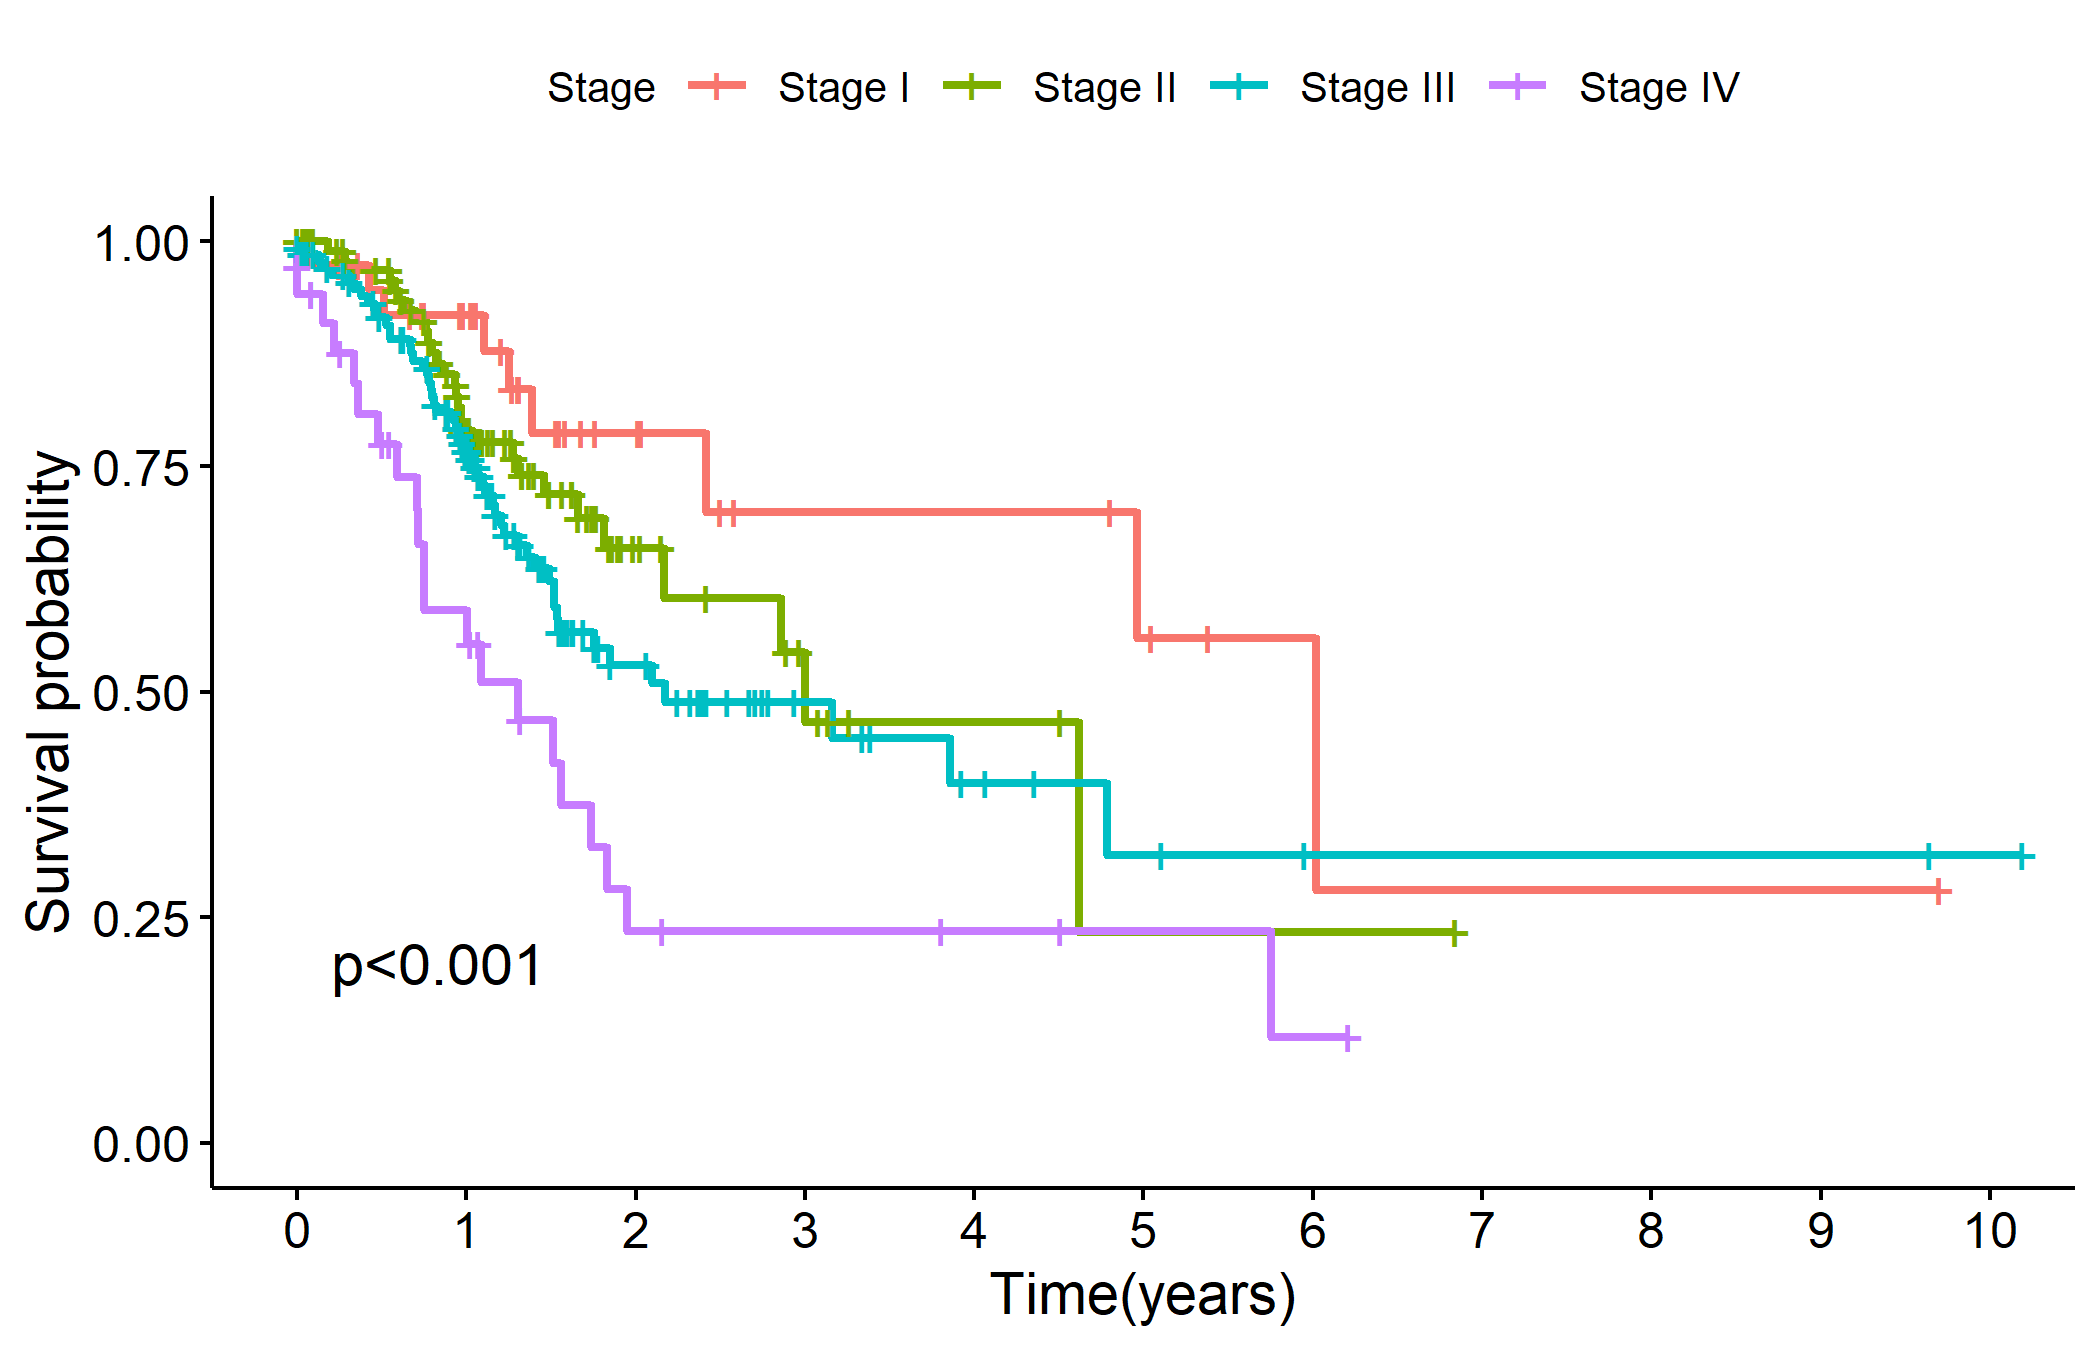 Stage Stage I Stage II Stage III Stage IV
Survival probability
1.00
0.75
0.50
0.25
0.00
p<0.001
0 1 2 3 4 5 6 7 8 9 10
Time(years)